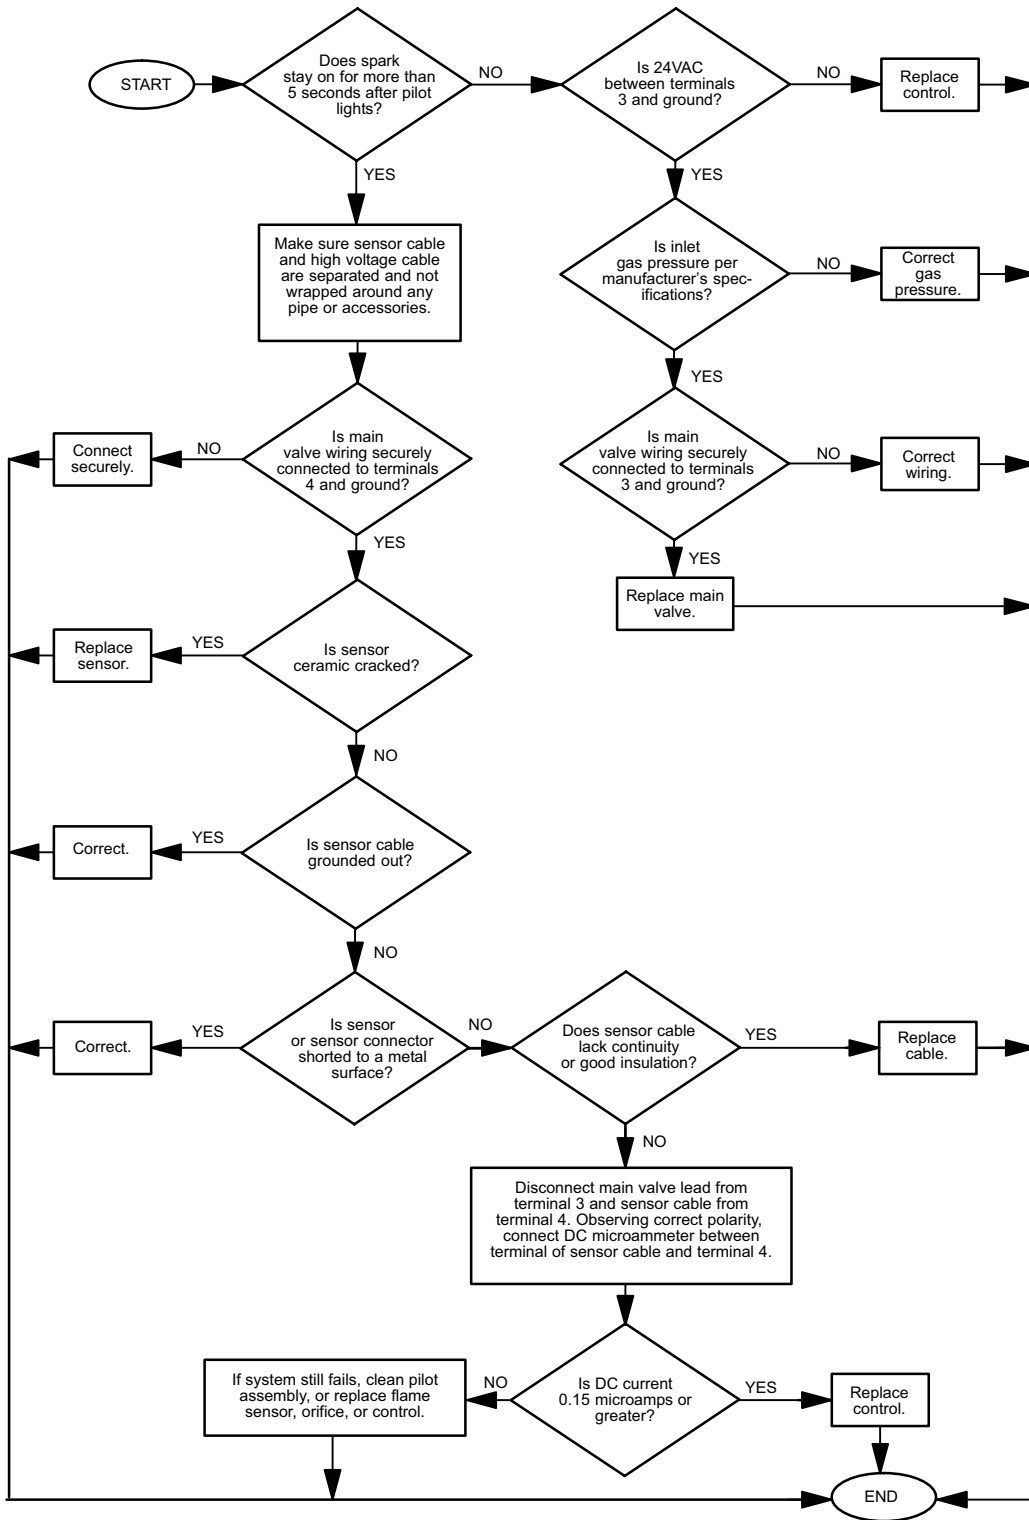 START
Does spark
stay on for more than
5 seconds after pilot
lights?
NO
Is 24VAC
between terminals
3 and ground?
NO
Replace
control.
YES
YES
Make sure sensor cable
and high voltage cable
are separated and not
wrapped around any
pipe or accessories.
Is inlet
gas pressure per
manufacturer's spec-
ifications?
NO
Correct
gas
pressure.
YES
Connect
securely.
NO
Is main
valve wiring securely
connected to terminals
4 and ground?
Is main
valve wiring securely
connected to terminals
3 and ground?
NO
Correct
wiring.
YES
YES
Replace main
valve.
Replace
sensor.
YES
Is sensor
ceramic cracked?
NO
Correct.
YES
Is sensor cable
grounded out?
NO
Correct.
YES
Is sensor
or sensor connector
shorted to a metal
surface?
NO
Does sensor cable
lack continuity
or good insulation?
YES
Replace
cable.
NO
Disconnect main valve lead from
terminal 3 and sensor cable from
terminal 4. Observing correct polarity,
connect DC microammeter between
terminal of sensor cable and terminal 4.
If system still fails, clean pilot
assembly, or replace flame
sensor, orifice, or control.
NO
Is DC current
0.15 microamps or
greater?
YES
Replace
control.
END